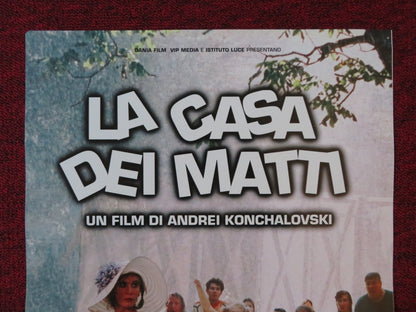 DANIA FILM VIP MEDIA E ISTITUTO LUCE PRESENTANO
LA CASA
DEI MATTI
UN FILM DI ANDREI KONCHALOVSKI